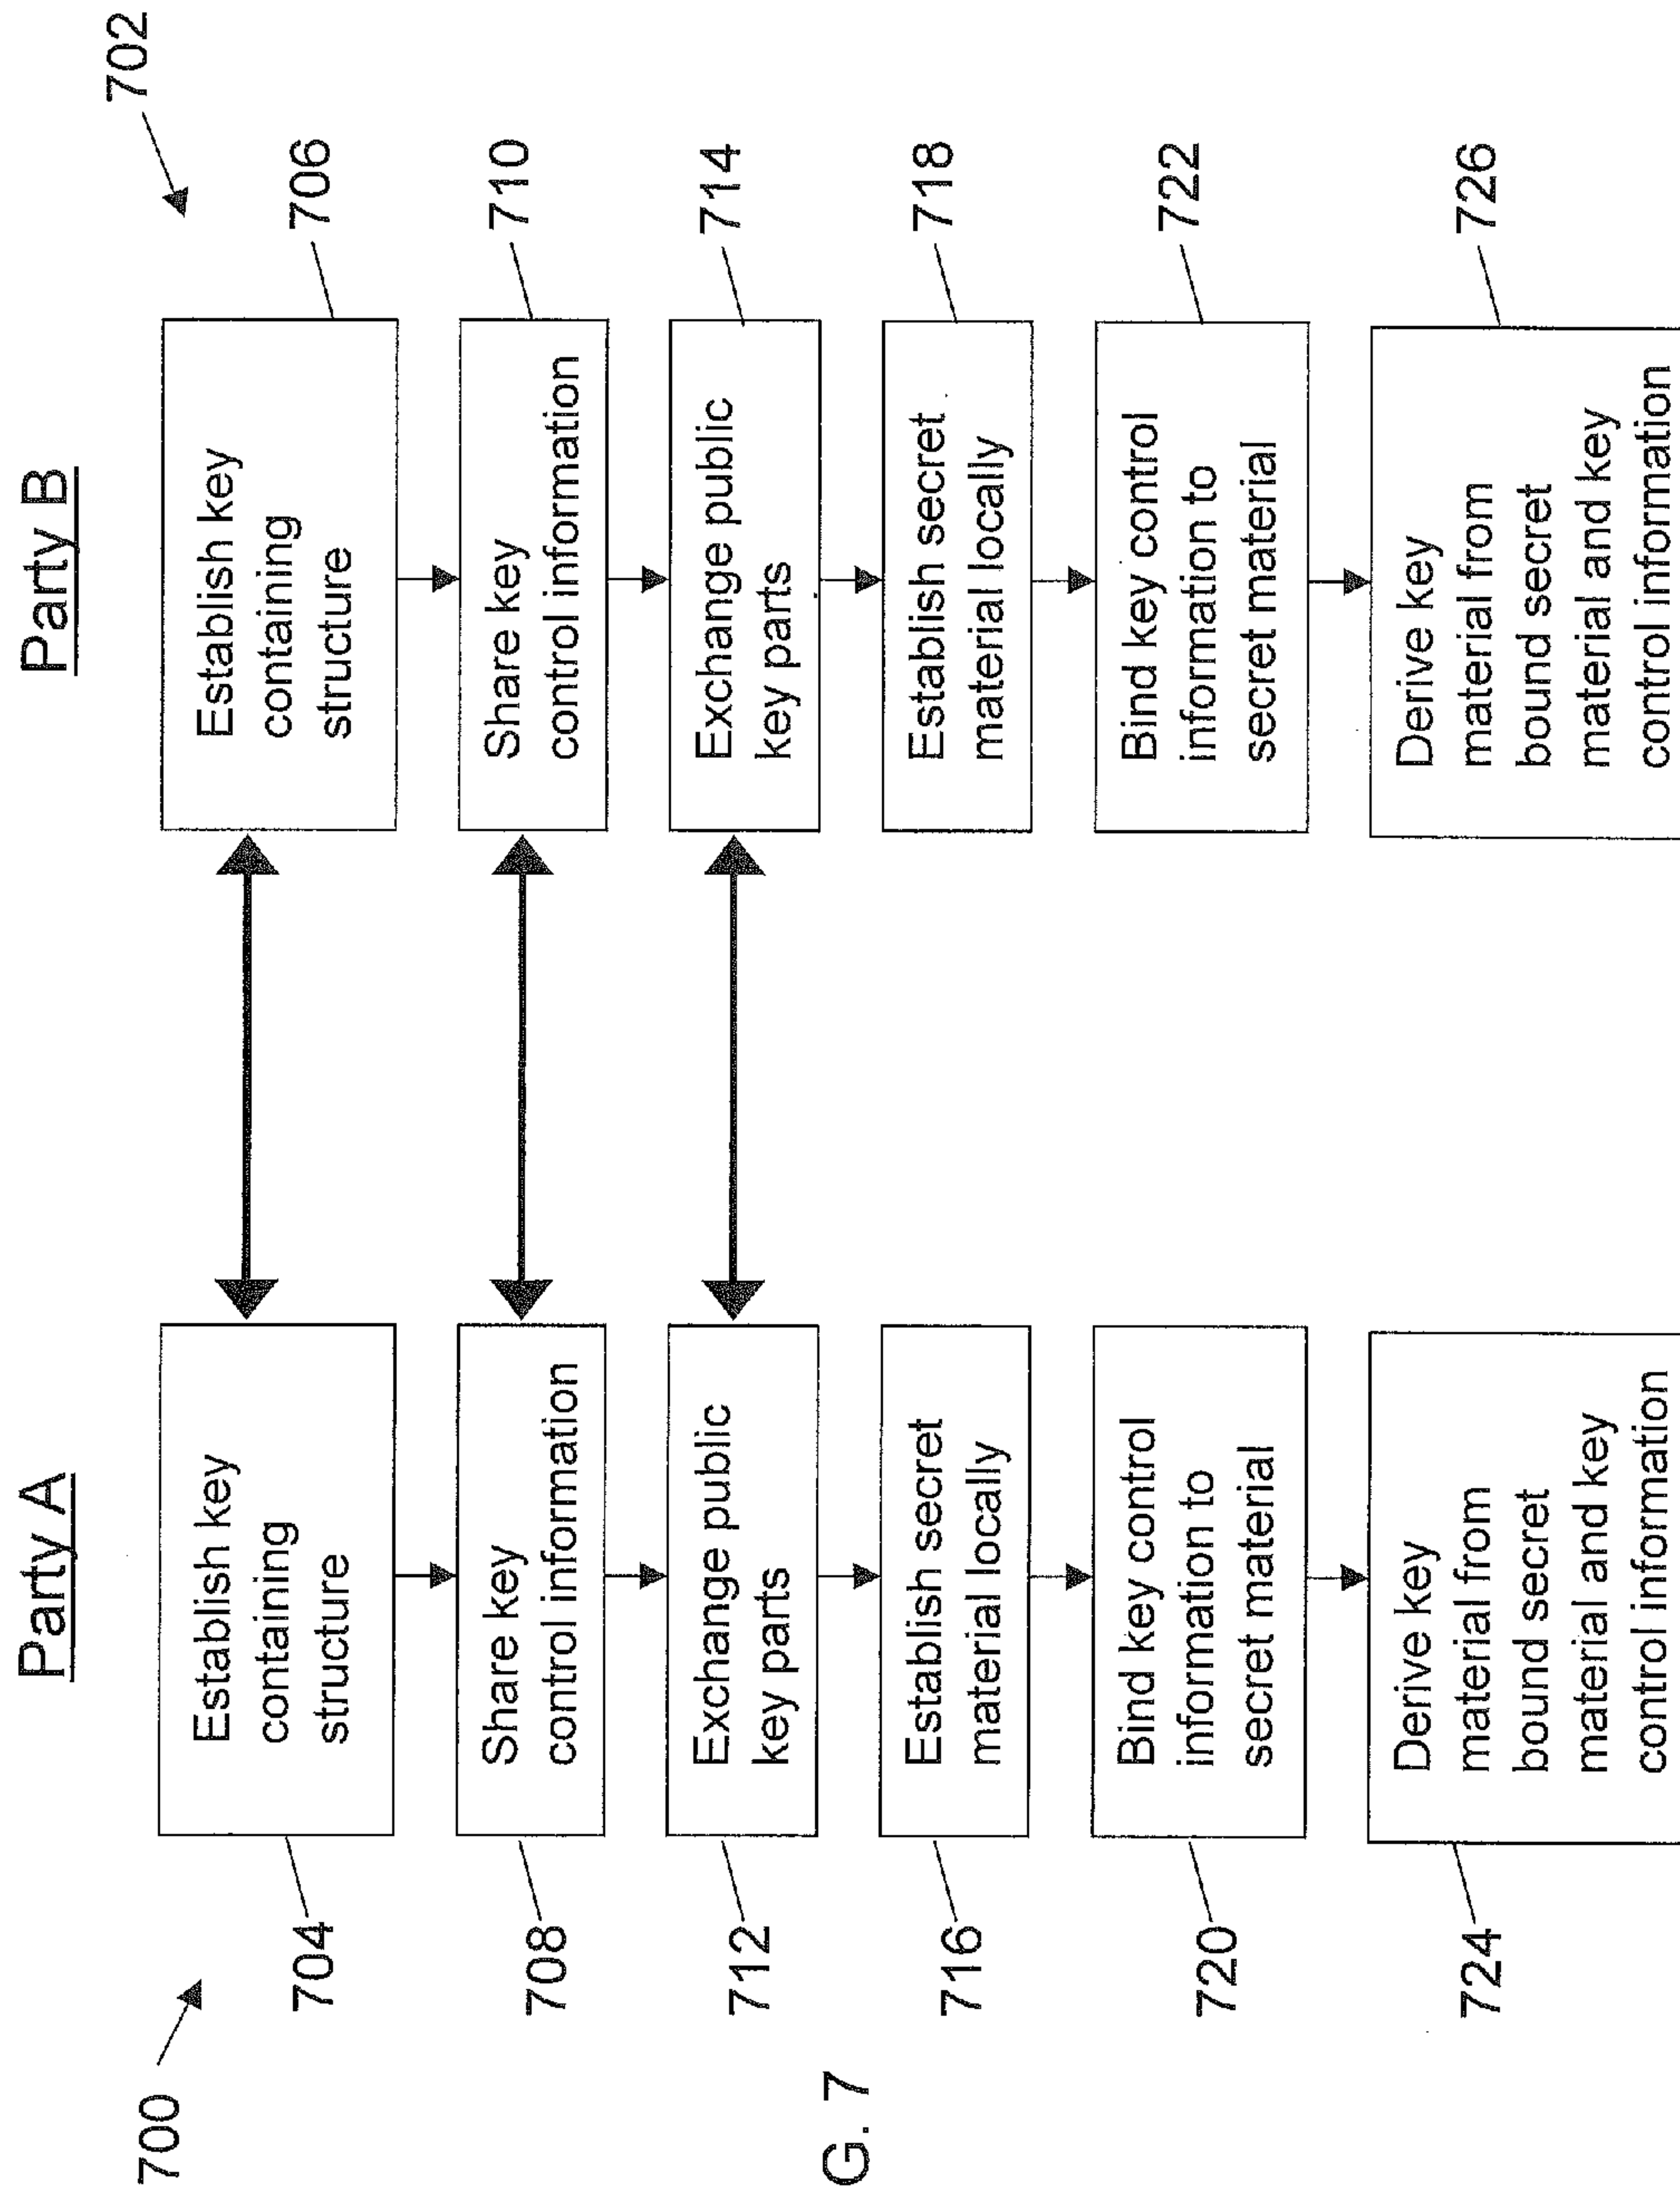 Party A
Party B
700
702
Establish key
containing
structure
704
Establish key
containing
structure
706
Share key
control information
708
Share key
control information
710
Exchange public
key parts
712
Exchange public
key parts
714
Establish secret
material locally
716
Establish secret
material locally
718
Bind key control
information to
secret material
720
Bind key control
information to
secret material
722
Derive key
material from
bound secret
material and key
control information
724
Derive key
material from
bound secret
material and key
control information
726
G. 7